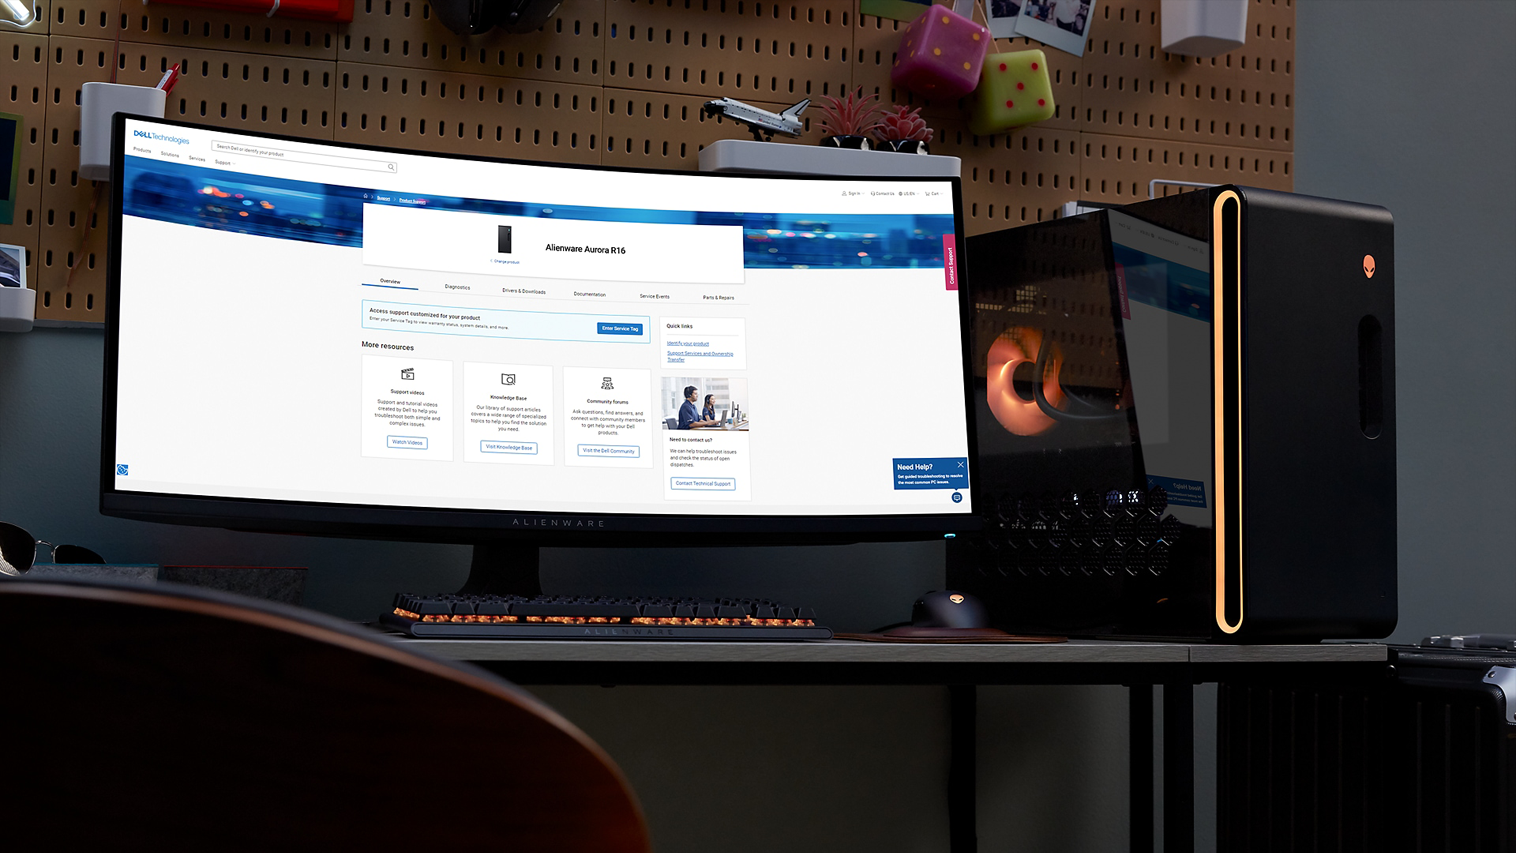 DELL Technologies
Search Dell or identify your product
Products
Solutions
Services
Support
Sign In
Contact Us
US/EN
Cart
Support
Product Support
Alienware Aurora R16
Change product
Contact Support
Overview
Diagnostics
Drivers & Downloads
Documentation
Service Events
Parts & Repairs
Access support customized for your product
Enter your Service Tag to view warranty status, system details, and more.
Enter Service Tag
Quick links
Identify your product
Support Services and Ownership
Transfer
More resources
Support videos
Support and tutorial videos
created by Dell to help you
troubleshoot both simple and
complex issues.
Watch Videos
Knowledge Base
Our library of support articles
covers a wide range of specialized
topics to help you find the solution
you need.
Visit Knowledge Base
Community forums
Ask questions, find answers, and
connect with community members
to get help with your Dell
products.
Visit the Dell Community
Need to contact us?
We can help troubleshoot issues
and check the status of open
dispatches.
Contact Technical Support
Need Help?
Get guided troubleshooting to resolve
the most common PC issues.
ALIENWARE
ALIENWARE